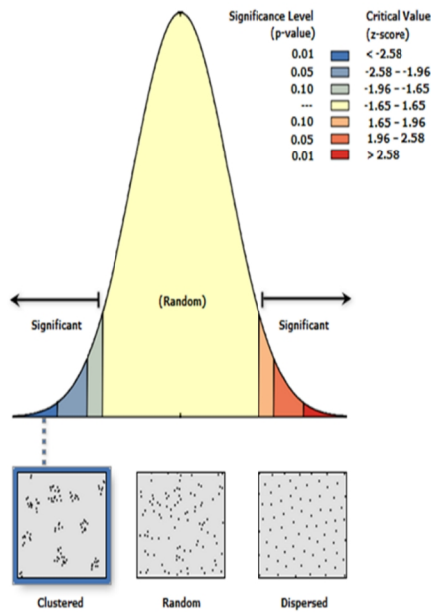 Significance Level Critical Value
(p-value) (z-score)
0.01 < -2.58
0.05 -2.58 – -1.96
0.10 -1.96 – -1.65
--- -1.65 – 1.65
0.10 1.65 – 1.96
0.05 1.96 – 2.58
0.01 > 2.58
(Random)
Significant Significant
Clustered Random Dispersed